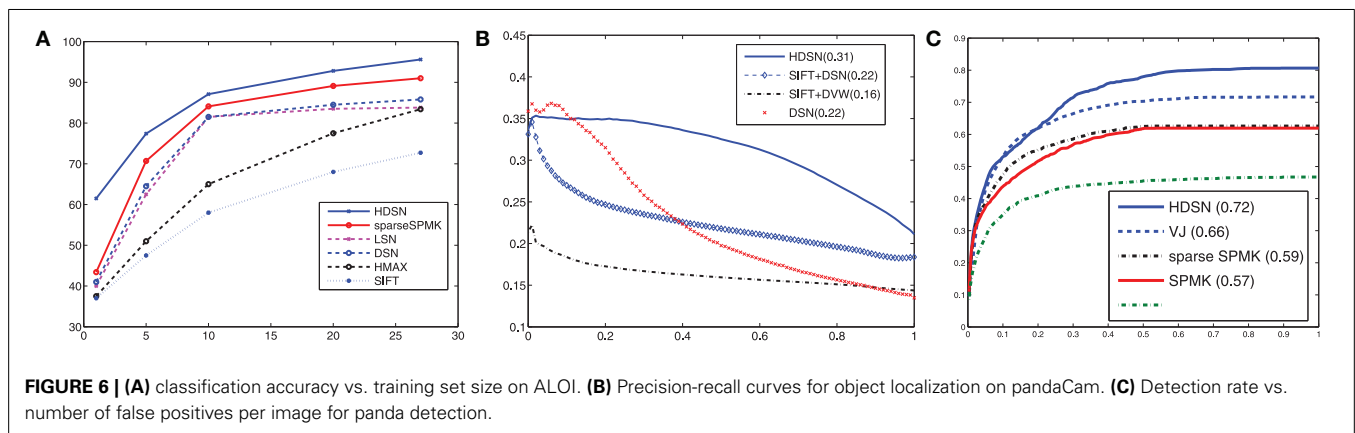 A
100
90
80
70
60
50
40
30
0
5
10
15
20
25
30
HDSN
sparseSPMK
LSN
DSN
HMAX
SIFT
B
0.45
0.4
0.35
0.3
0.25
0.2
0.15
0.1
0
0.2
0.4
0.6
0.8
1
HDSN(0.31)
SIFT+DSN(0.22)
SIFT+DVW(0.16)
DSN(0.22)
C
0.9
0.8
0.7
0.6
0.5
0.4
0.3
0.2
0.1
0
0
0.1
0.2
0.3
0.4
0.5
0.6
0.7
0.8
0.9
1
HDSN (0.72)
VJ (0.66)
sparse SPMK (0.59)
SPMK (0.57)
FIGURE 6 | (A) classification accuracy vs. training set size on ALOI. (B) Precision-recall curves for object localization on pandaCam. (C) Detection rate vs.
number of false positives per image for panda detection.